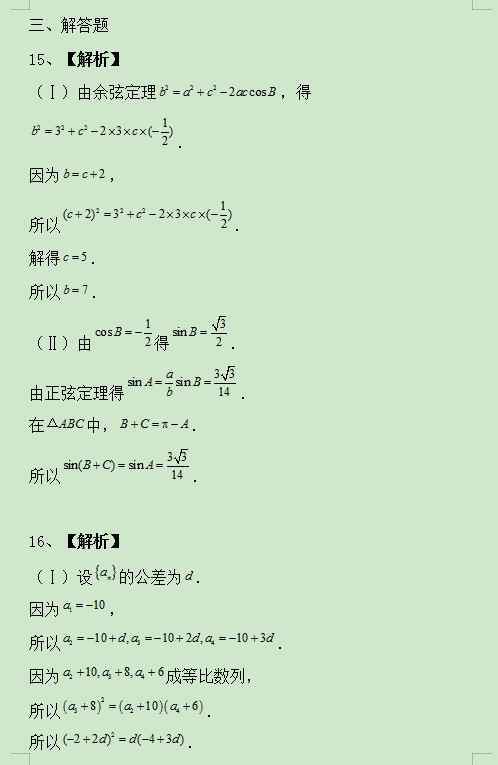 三、解答题
15、【解析】
（Ⅰ）由余弦定理 b² = a² + c² − 2ac cos B ，得
b² = 3² + c² − 2×3×c×(−1/2) .
因为 b = c + 2 ，
所以 (c+2)² = 3² + c² − 2×3×c×(−1/2) .
解得 c = 5 .
所以 b = 7 .
（Ⅱ）由 cos B = −1/2 得 sin B = √3/2 .
由正弦定理得 sin A = a/b sin B = 3√3/14 .
在 △ABC 中，B + C = π − A .
所以 sin(B+C) = sin A = 3√3/14 .
16、【解析】
（Ⅰ）设 {aₙ} 的公差为 d .
因为 a₁ = −10 ，
所以 a₂ = −10 + d, a₃ = −10 + 2d, a₄ = −10 + 3d .
因为 a₂ + 10, a₃ + 8, a₄ + 6 成等比数列，
所以 (a₃ + 8)² = (a₂ + 10)(a₄ + 6) .
所以 (−2 + 2d)² = d(−4 + 3d) .